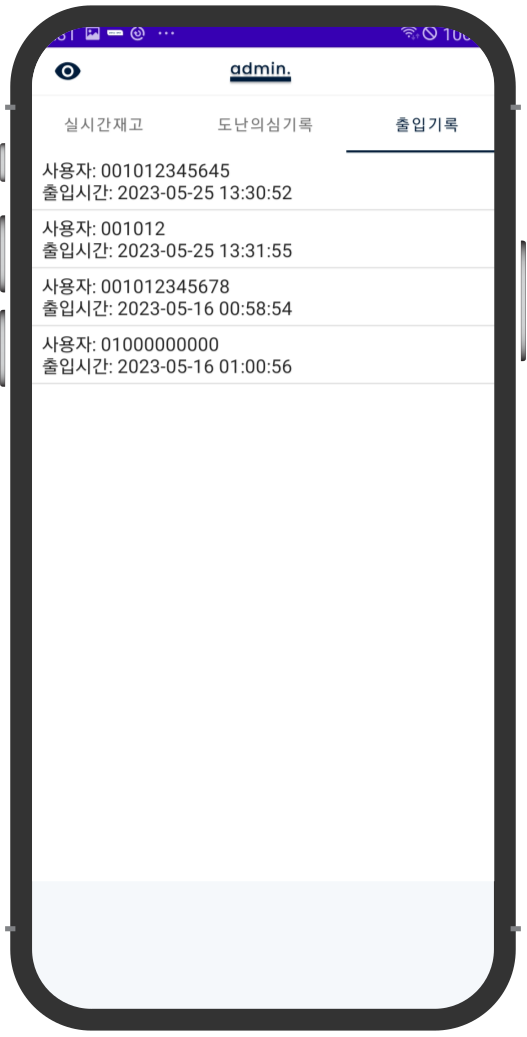 admin.
실시간재고 도난의심기록 출입기록
사용자: 001012345645
출입시간: 2023-05-25 13:30:52
사용자: 001012
출입시간: 2023-05-25 13:31:55
사용자: 001012345678
출입시간: 2023-05-16 00:58:54
사용자: 01000000000
출입시간: 2023-05-16 01:00:56